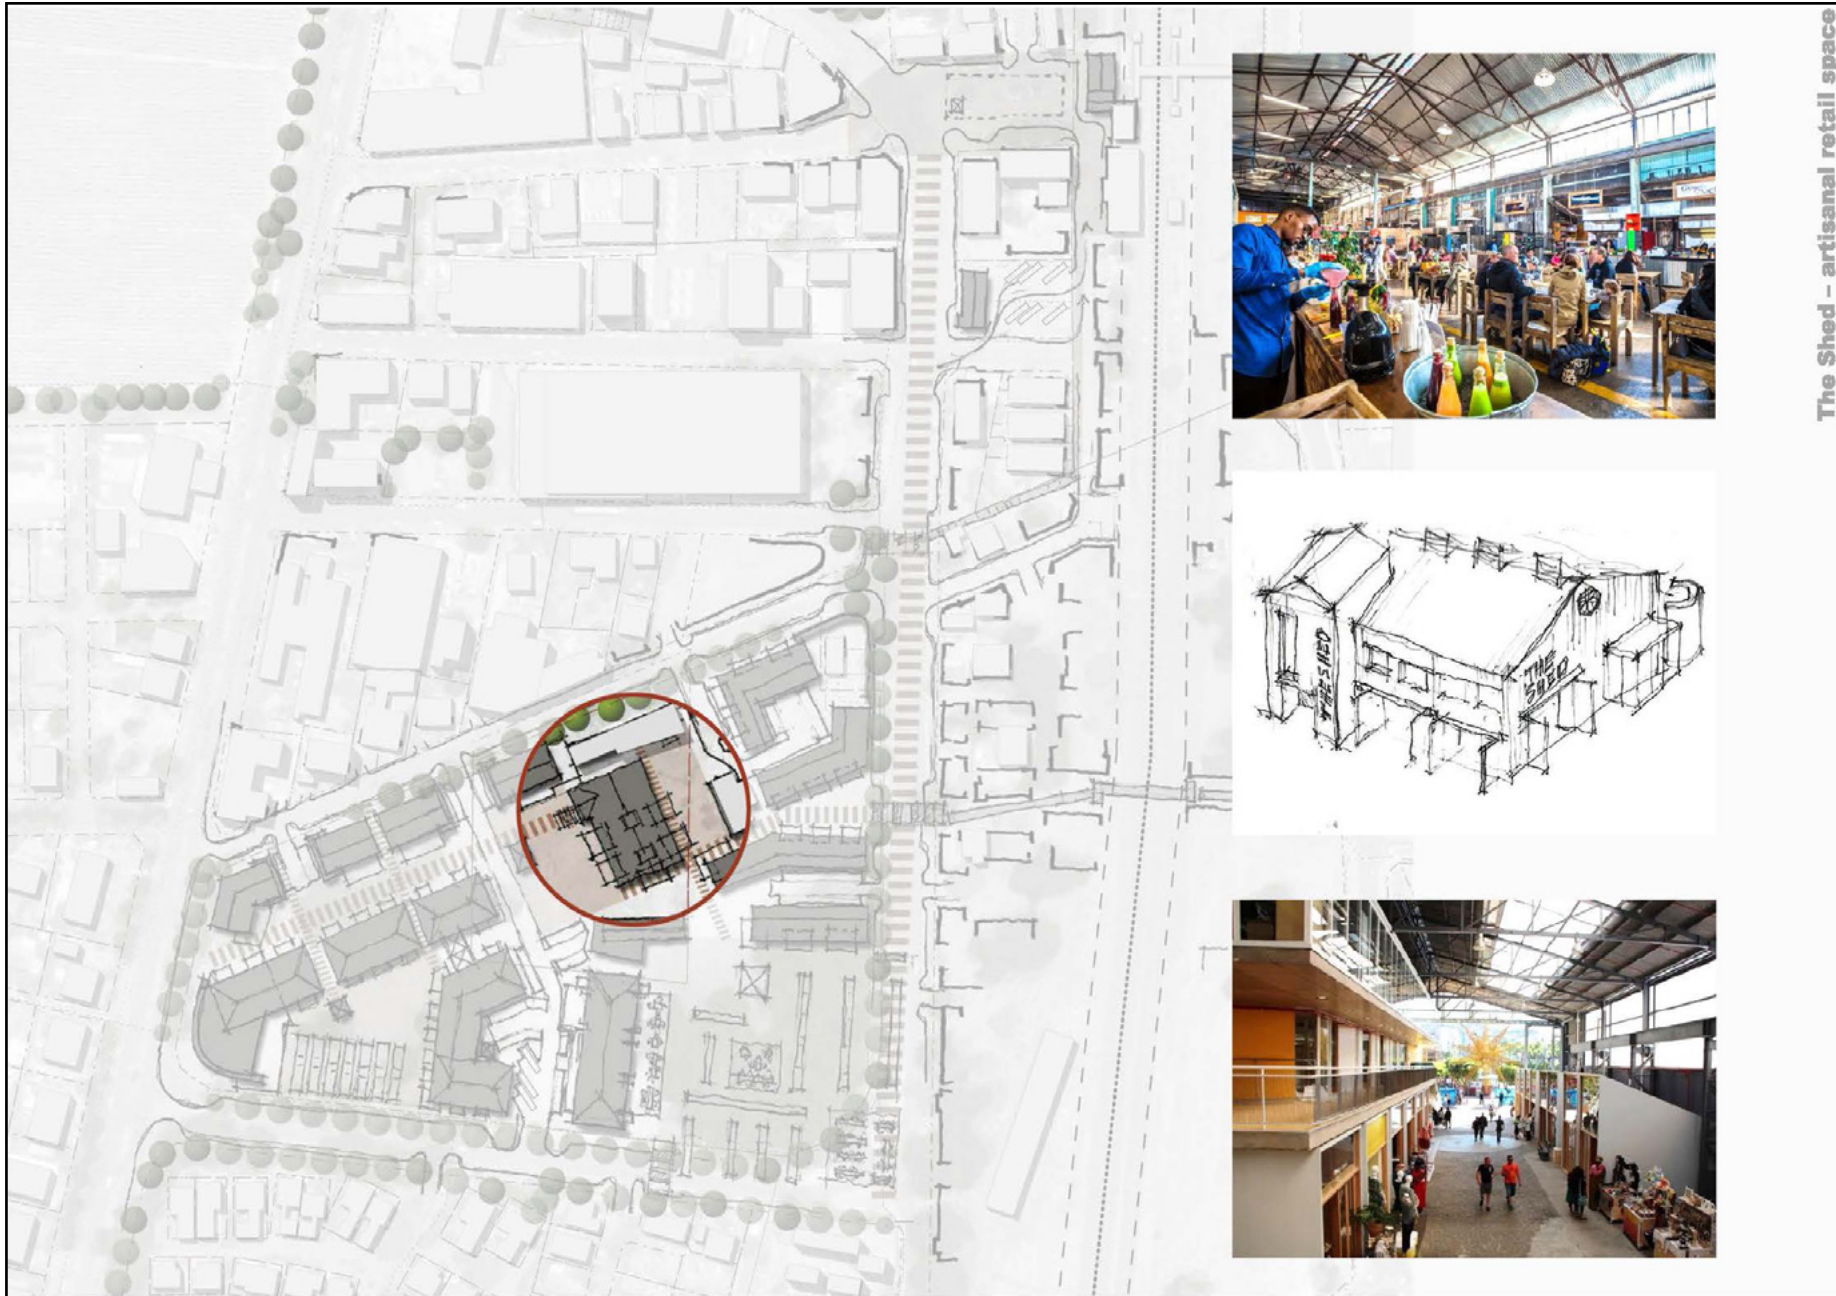 The Shed – artisanal retail space
THE
SHED
THE SHED